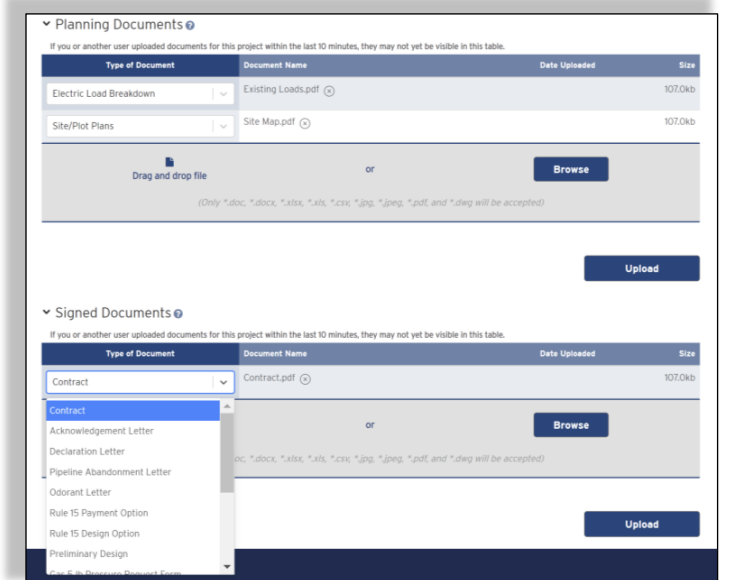 Planning Documents
If you or another user uploaded documents for this project within the last 10 minutes, they may not yet be visible in this table.
Type of Document Document Name Date Uploaded Size
Electric Load Breakdown Existing Loads.pdf 107.0kb
Site/Plot Plans Site Map.pdf 107.0kb
Drag and drop file or Browse
(Only *.doc, *.docx, *.xlsx, *.xls, *.csv, *.jpg, *.jpeg, *.pdf, and *.dwg will be accepted)
Upload
Signed Documents
If you or another user uploaded documents for this project within the last 10 minutes, they may not yet be visible in this table.
Type of Document Document Name Date Uploaded Size
Contract Contract.pdf 107.0kb
Contract
Acknowledgement Letter
or Browse
Declaration Letter
oc, *.docx, *.xlsx, *.xls, *.csv, *.jpg, *.jpeg, *.pdf, and *.dwg will be accepted)
Pipeline Abandonment Letter
Odorant Letter
Rule 15 Payment Option
Upload
Rule 15 Design Option
Preliminary Design
Gas 5 lb Pressure Request Form